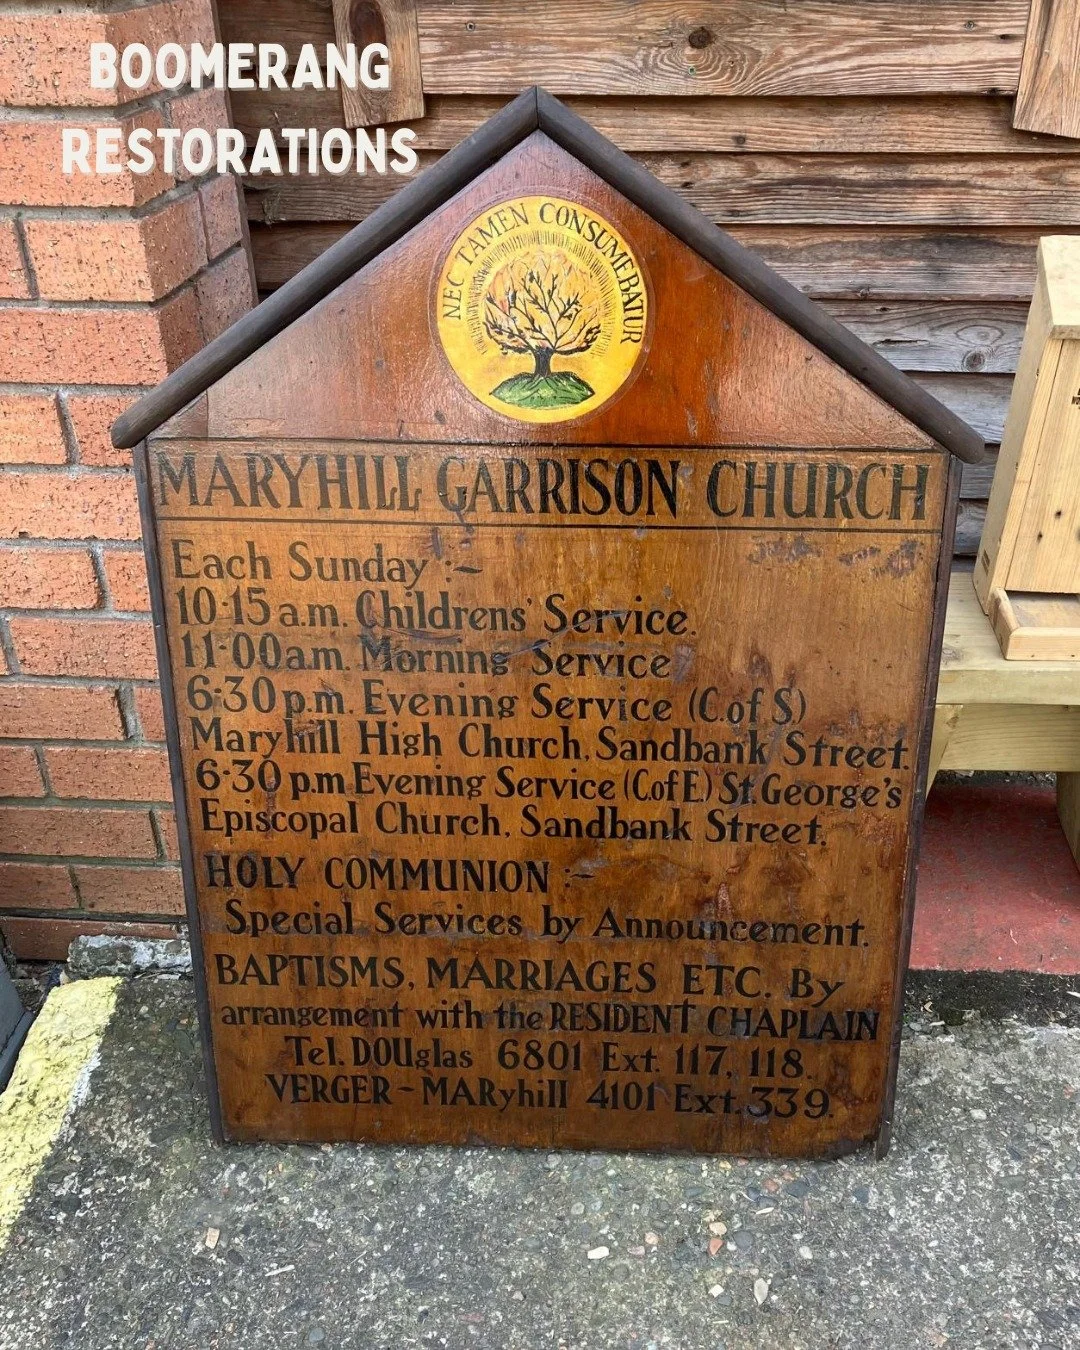 BOOMERANG
RESTORATIONS
NEC TAMEN CONSUMEBATUR
MARYHILL GARRISON CHURCH
Each Sunday :-
10·15 a.m. Childrens' Service.
11·00 a.m. Morning Service
6·30 p.m. Evening Service (C.of S.)
Maryhill High Church, Sandbank Street.
6·30 p.m. Evening Service (C.of E.) St. George's
Episcopal Church, Sandbank Street.
HOLY COMMUNION :-
Special Services by Announcement.
BAPTISMS, MARRIAGES ETC. By
arrangement with the RESIDENT CHAPLAIN
Tel. DOUglas 6801 Ext. 117, 118.
VERGER - MARyhill 4101 Ext. 339.